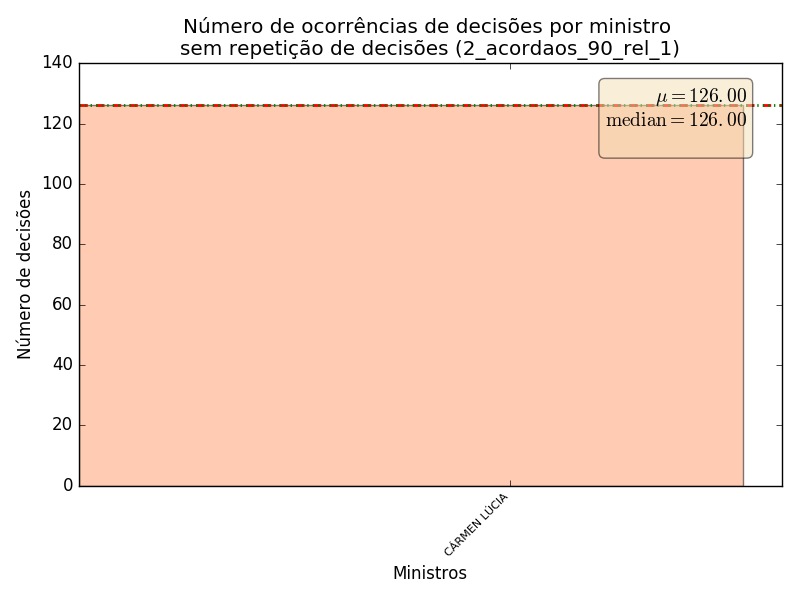 Número de ocorrências de decisões por ministro
sem repetição de decisões (2_acordaos_90_rel_1)
140
120
100
80
60
40
20
0
Número de decisões
μ = 126.00
median = 126.00
CÁRMEN LÚCIA
Ministros